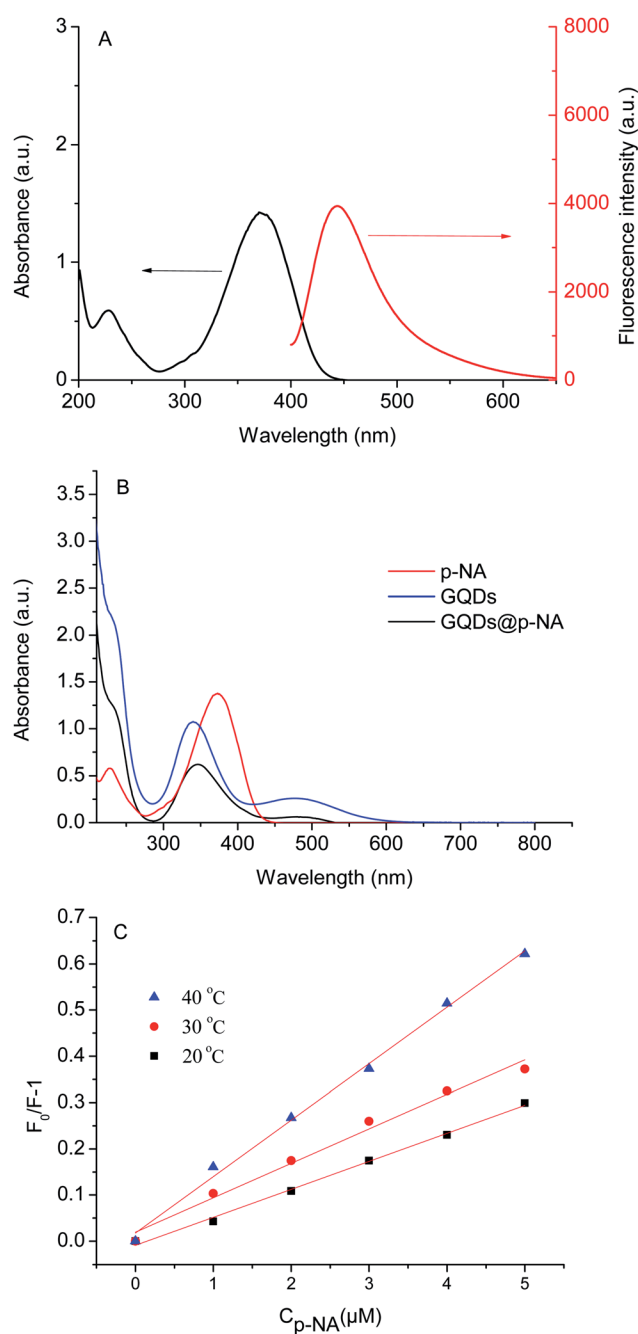 A
Absorbance (a.u.)
3
2
1
0
8000
6000
4000
2000
0
Fluorescence intensity (a.u.)
200 300 400 500 600
Wavelength (nm)
B
Absorbance (a.u.)
3.5
3.0
2.5
2.0
1.5
1.0
0.5
0.0
p-NA
GQDs
GQDs@p-NA
300 400 500 600 700 800
Wavelength (nm)
C
F₀/F-1
0.7
0.6
0.5
0.4
0.3
0.2
0.1
0.0
40 °C
30 °C
20 °C
0 1 2 3 4 5
Cp-NA(μM)